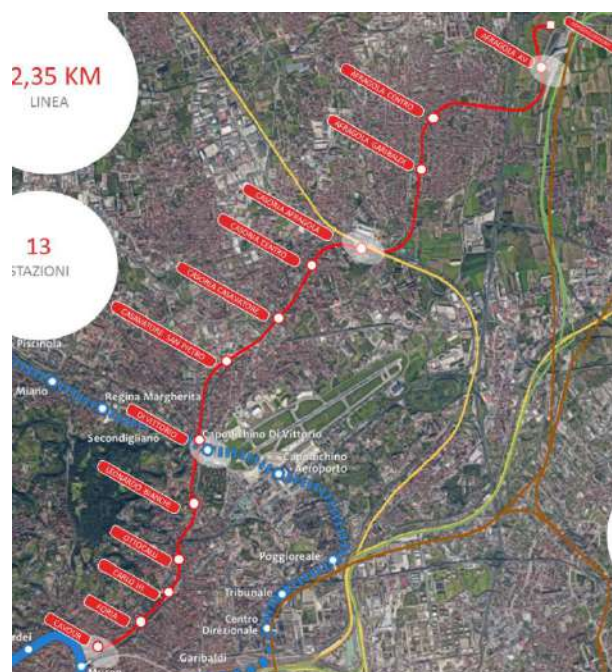 2,35 KM
LINEA
13
STAZIONI
AFRAGOLA AV
AFRAGOLA CENTRO
AFRAGOLA GARIBALDI
CASORIA AFRAGOLA
CASORIA CENTRO
CASORIA CASAVATORE
CASAVATORE SAN PIETRO
Piscinola
Miano
Regina Margherita
Secondigliano
DI VITTORIO
Capodichino Di Vittorio
Capodichino
Aeroporto
LEONARDO BIANCHI
OTTOCALLI
CARLO III
FORIA
CAVOUR
Poggioreale
Tribunale
Centro
Direzionale
Garibaldi